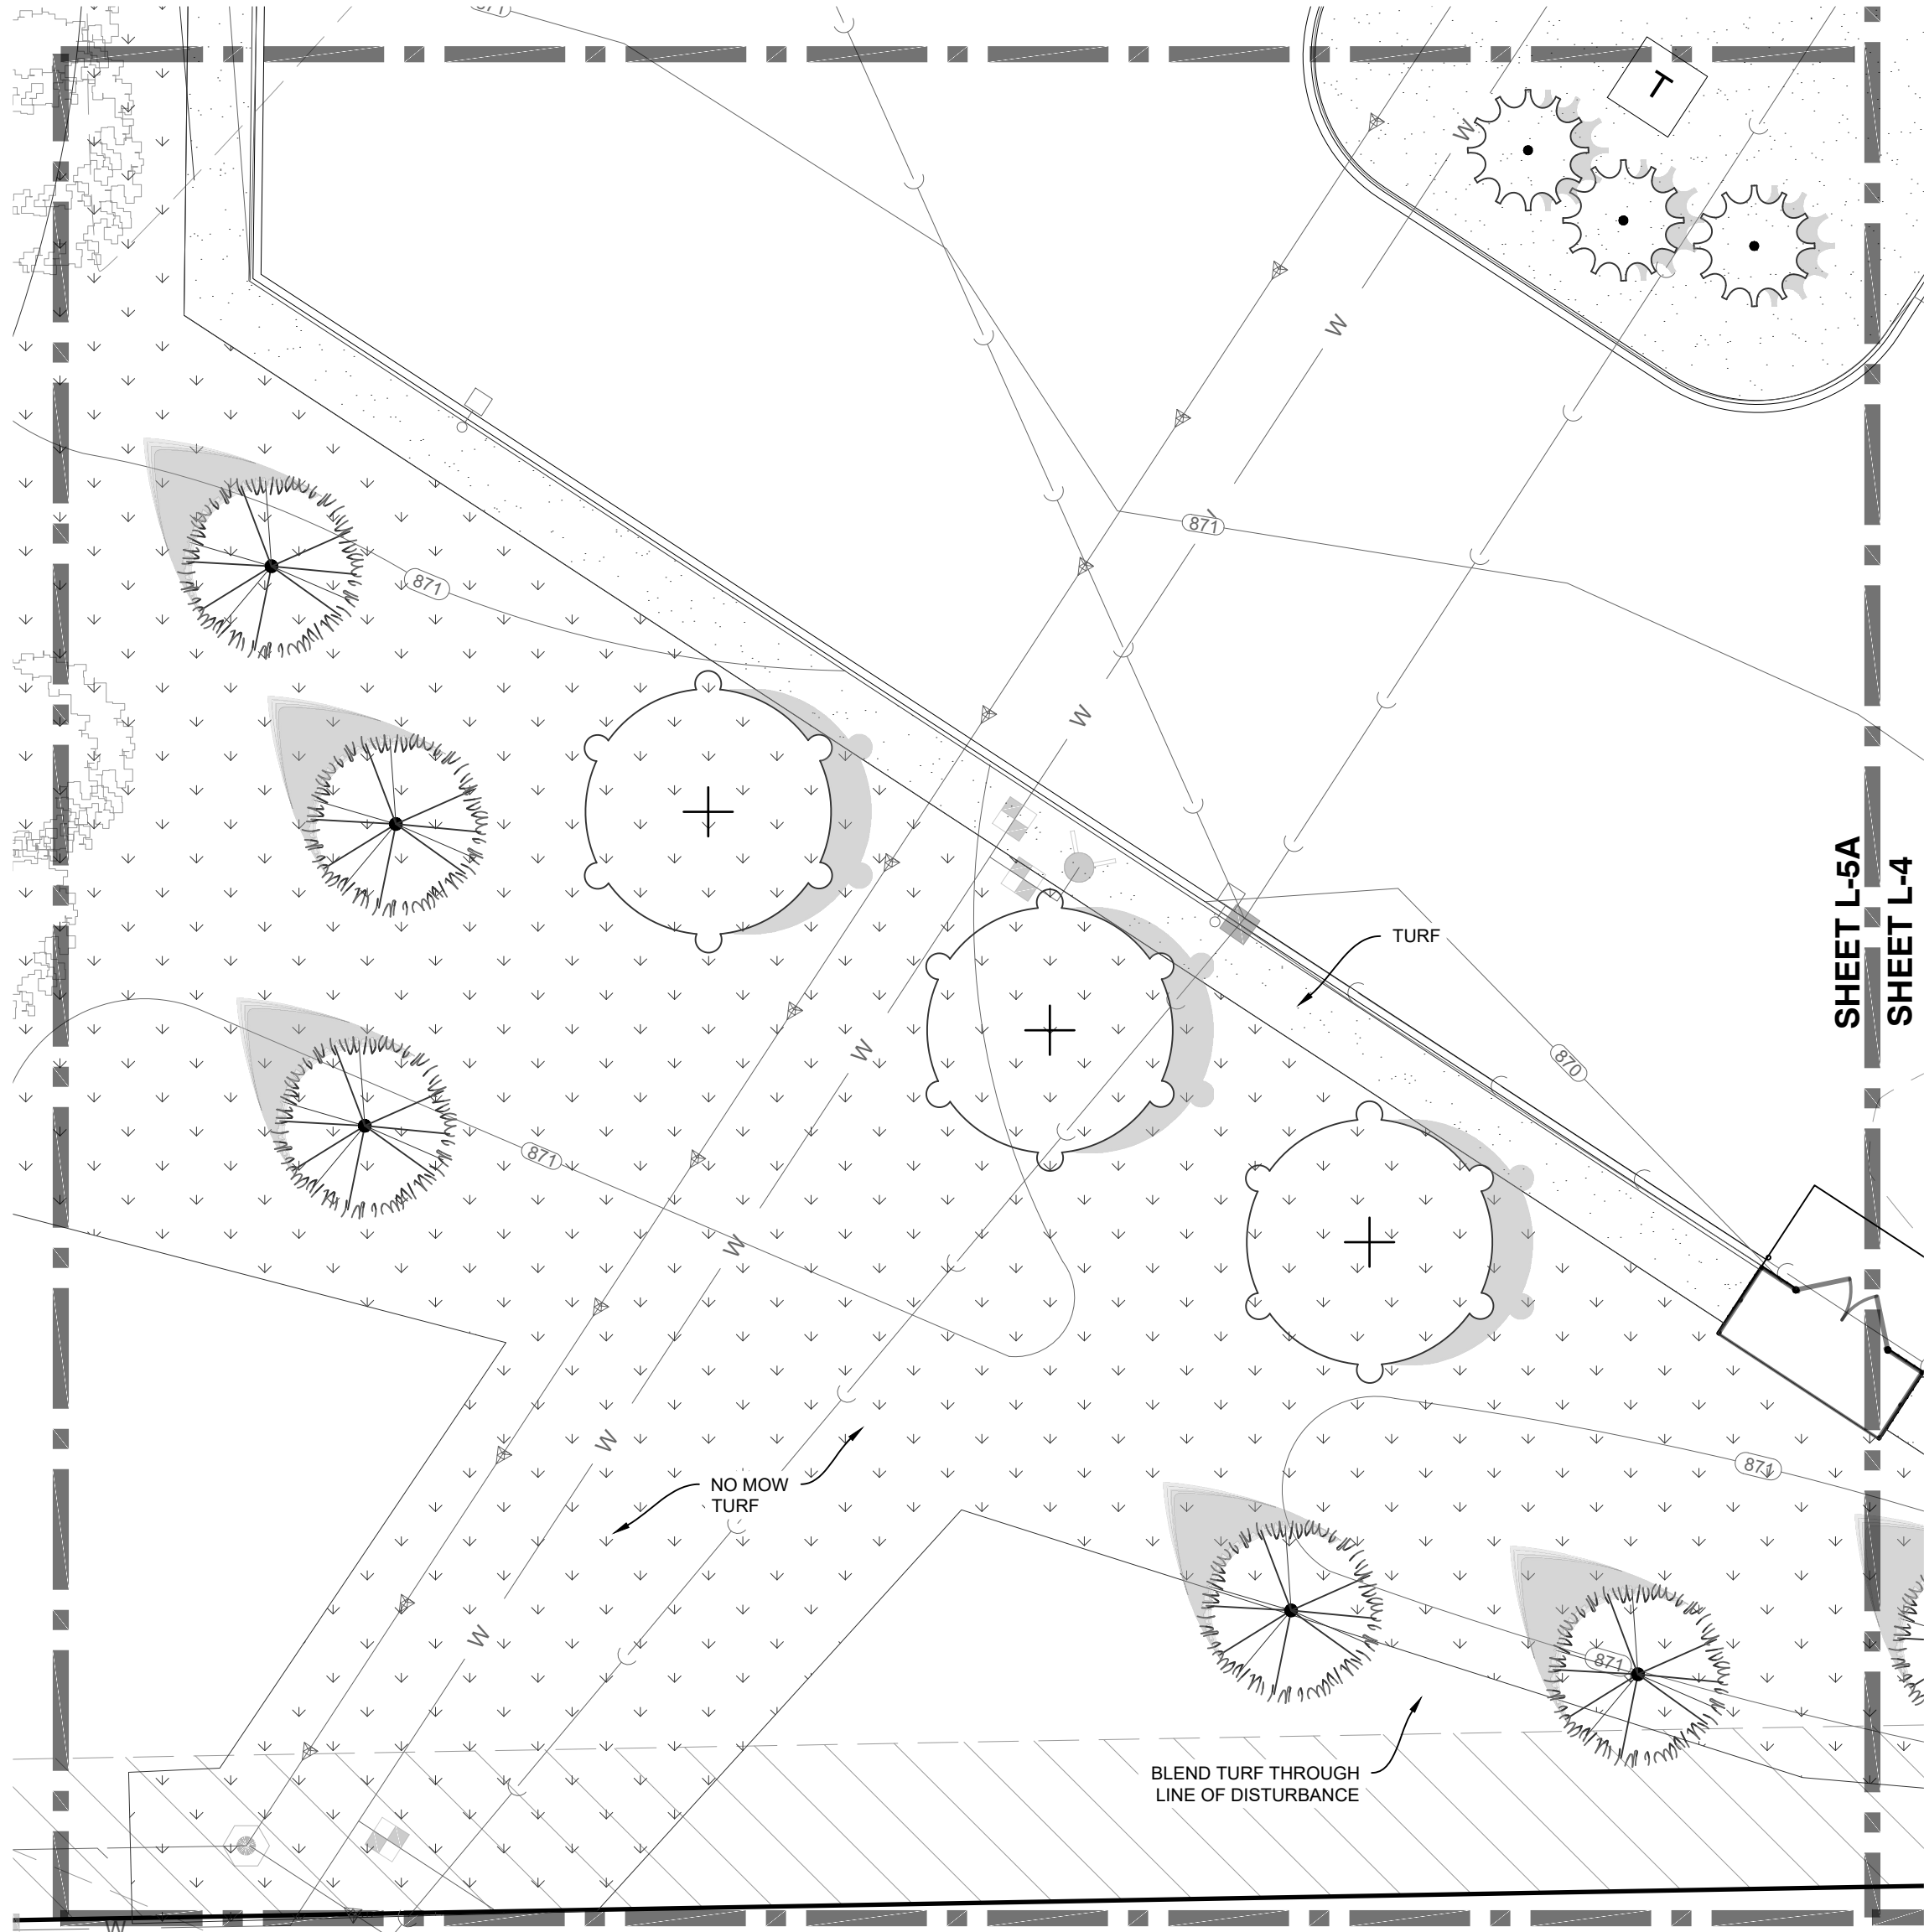 871
T
W
W
871
871
W
TURF
SHEET L-5A
SHEET L-4
W
870
871
W
W
871
NO MOW
TURF
W
871
BLEND TURF THROUGH
LINE OF DISTURBANCE
W